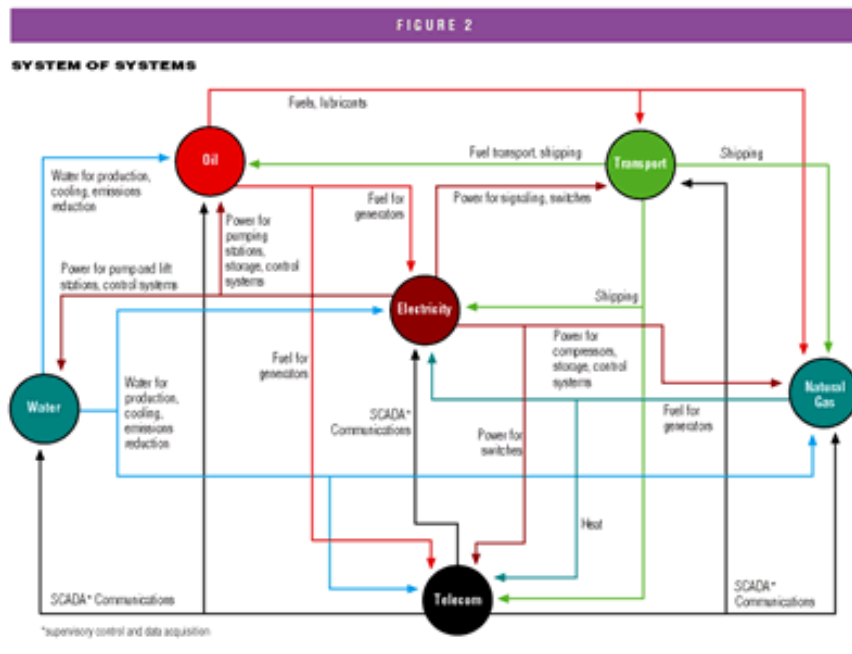 FIGURE 2
SYSTEM OF SYSTEMS
Fuels, lubricants
Oil
Fuel transport, shipping
Transport
Shipping
Water for production,
cooling, emissions
reduction
Fuel for
generators
Power for signaling, switches
Power for
pumping
stations,
storage, control
systems
Power for pump and lift
stations, control systems
Electricity
Shipping
Power for
compressors,
storage, control
systems
Fuel for
generators
Water
Water for
production,
cooling,
emissions
reduction
Natural
Gas
SCADA*
Communications
Power for
switches
Fuel for
generators
Heat
Telecom
SCADA* Communications
SCADA*
Communications
*supervisory control and data acquisition